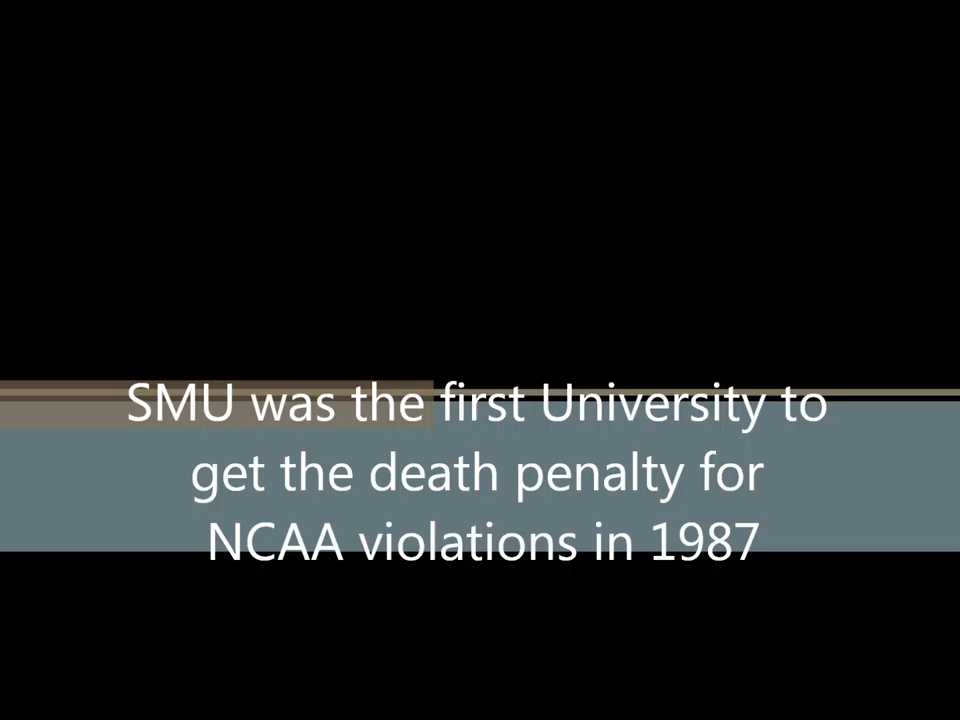 SMU was the first University to
get the death penalty for
NCAA violations in 1987